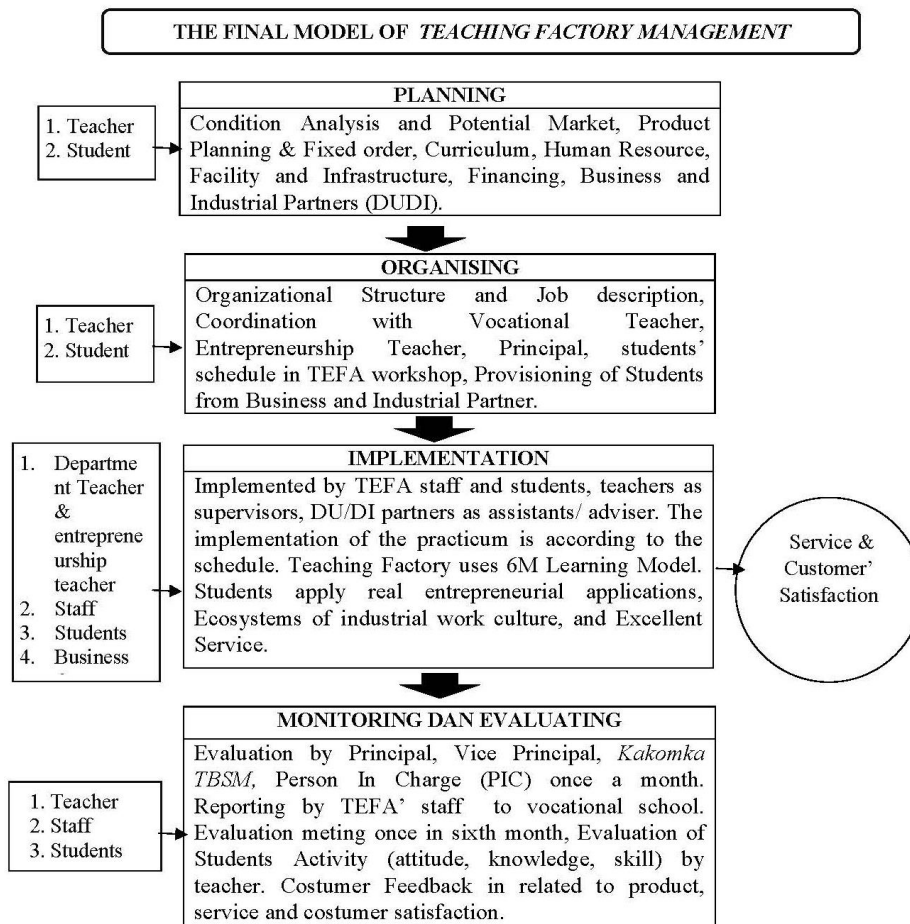 THE FINAL MODEL OF TEACHING FACTORY MANAGEMENT
PLANNING
1. Teacher
2. Student
Condition Analysis and Potential Market, Product
Planning & Fixed order, Curriculum, Human Resource,
Facility and Infrastructure, Financing, Business and
Industrial Partners (DUDI).
ORGANISING
1. Teacher
2. Student
Organizational Structure and Job description,
Coordination with Vocational Teacher,
Entrepreneurship Teacher, Principal, students'
schedule in TEFA workshop, Provisioning of Students
from Business and Industrial Partner.
IMPLEMENTATION
1. Departme
nt Teacher
&
entreprene
urship
teacher
2. Staff
3. Students
4. Business
Implemented by TEFA staff and students, teachers as
supervisors, DU/DI partners as assistants/ adviser. The
implementation of the practicum is according to the
schedule. Teaching Factory uses 6M Learning Model.
Students apply real entrepreneurial applications,
Ecosystems of industrial work culture, and Excellent
Service.
Service &
Customer'
Satisfaction
MONITORING DAN EVALUATING
1. Teacher
2. Staff
3. Students
Evaluation by Principal, Vice Principal, Kakomka
TBSM, Person In Charge (PIC) once a month.
Reporting by TEFA' staff to vocational school.
Evaluation meting once in sixth month, Evaluation of
Students Activity (attitude, knowledge, skill) by
teacher. Costumer Feedback in related to product,
service and costumer satisfaction.